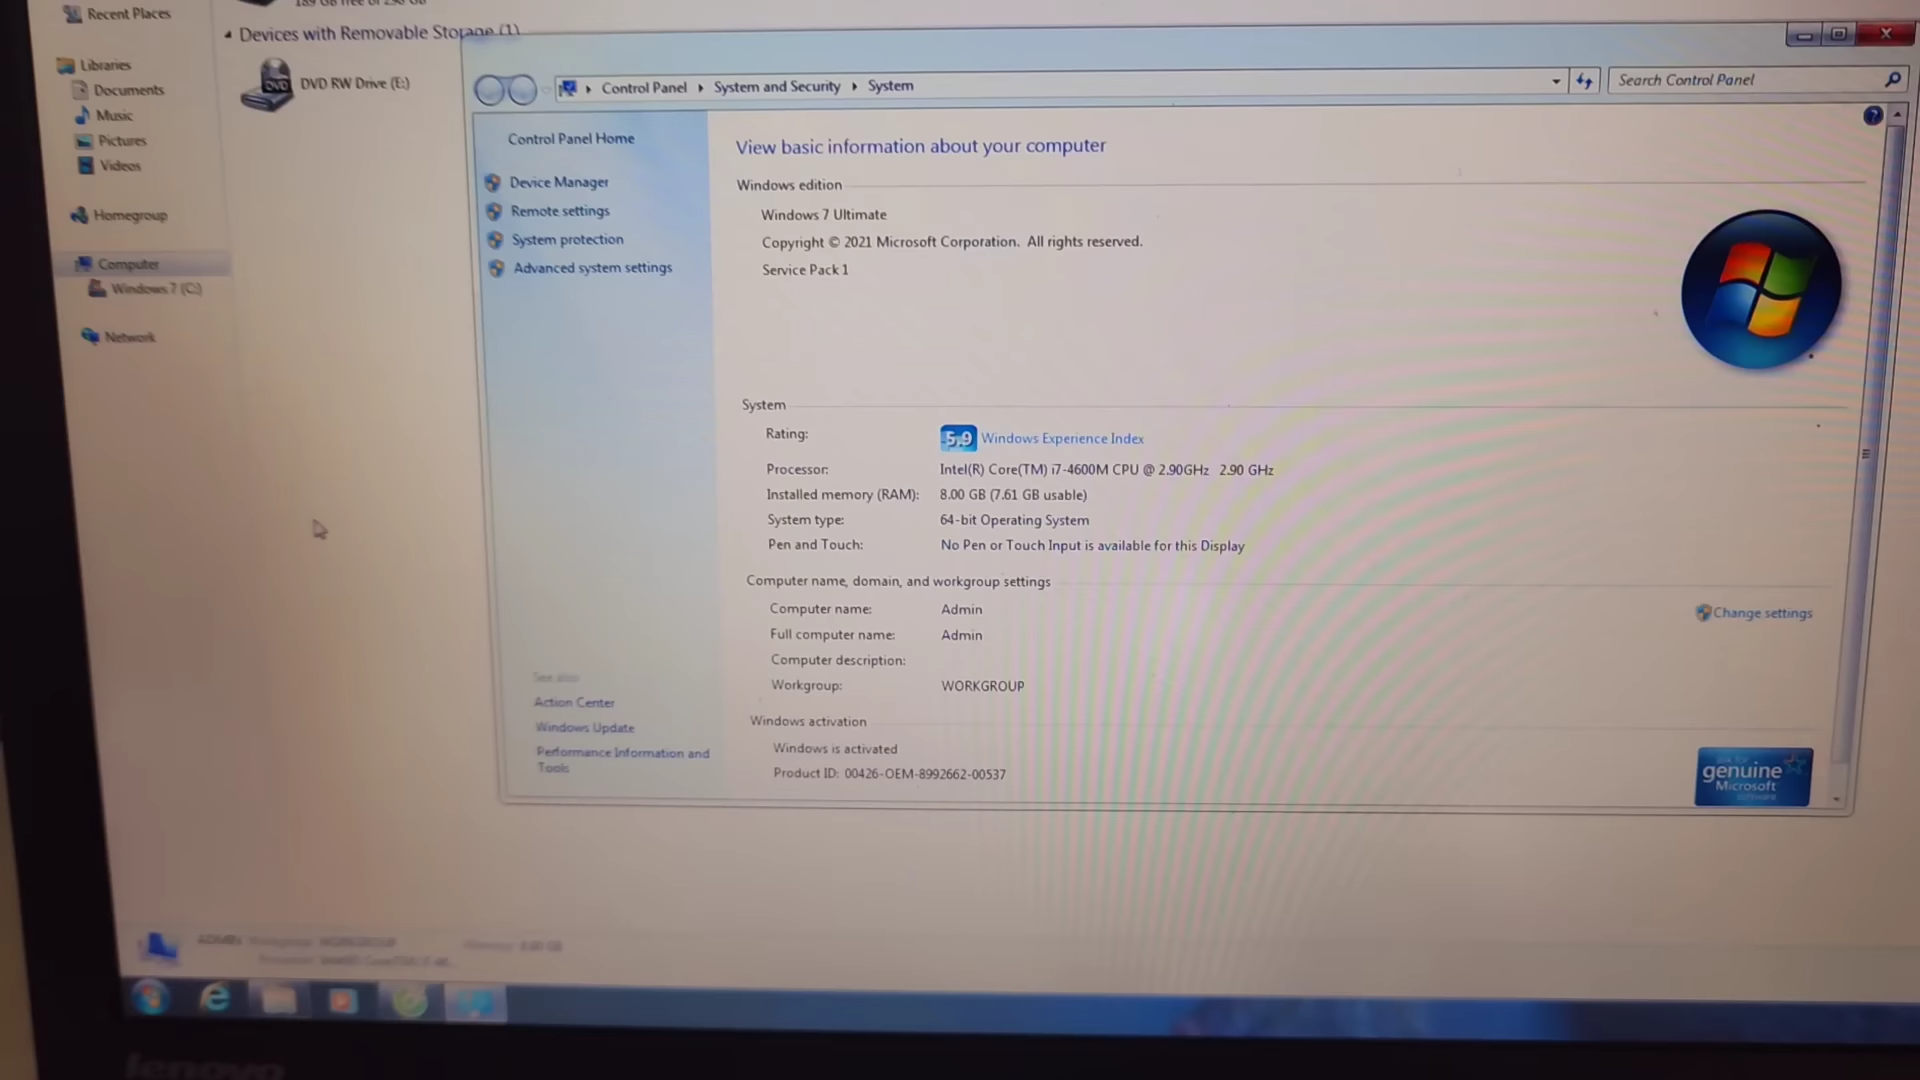 Recent Places
Devices with Removable Storage (1)
Libraries
Documents
Music
Pictures
Videos
Homegroup
Computer
Windows 7 (C:)
Network
DVD
DVD RW Drive (E:)
Control Panel
System and Security
System
Search Control Panel
Control Panel Home
Device Manager
Remote settings
System protection
Advanced system settings
See also
Action Center
Windows Update
Performance Information and
Tools
View basic information about your computer
Windows edition
Windows 7 Ultimate
Copyright © 2021 Microsoft Corporation. All rights reserved.
Service Pack 1
System
Rating: 5.9 Windows Experience Index
Processor: Intel(R) Core(TM) i7-4600M CPU @ 2.90GHz 2.90 GHz
Installed memory (RAM): 8.00 GB (7.61 GB usable)
System type: 64-bit Operating System
Pen and Touch: No Pen or Touch Input is available for this Display
Computer name, domain, and workgroup settings
Computer name: Admin
Change settings
Full computer name: Admin
Computer description:
Workgroup: WORKGROUP
Windows activation
Windows is activated
Product ID: 00426-OEM-8992662-00537
genuine
Microsoft
software
lenovo